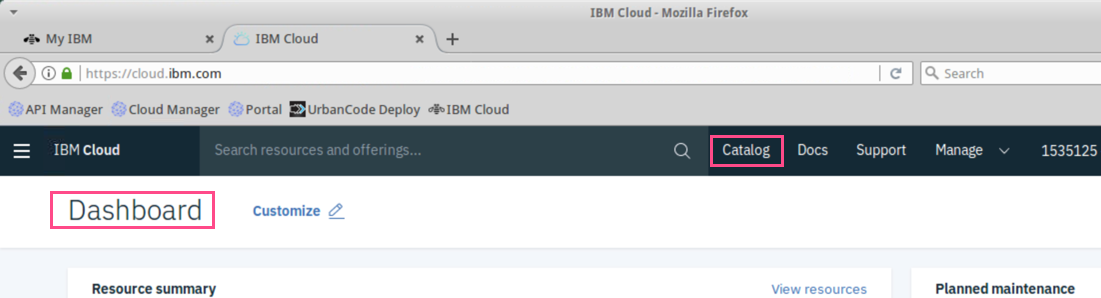 IBM Cloud - Mozilla Firefox
My IBM IBM Cloud
https://cloud.ibm.com Search
API Manager Cloud Manager Portal UrbanCode Deploy IBM Cloud
IBM Cloud Search resources and offerings... Catalog Docs Support Manage 1535125
Dashboard Customize
Resource summary View resources Planned maintenance